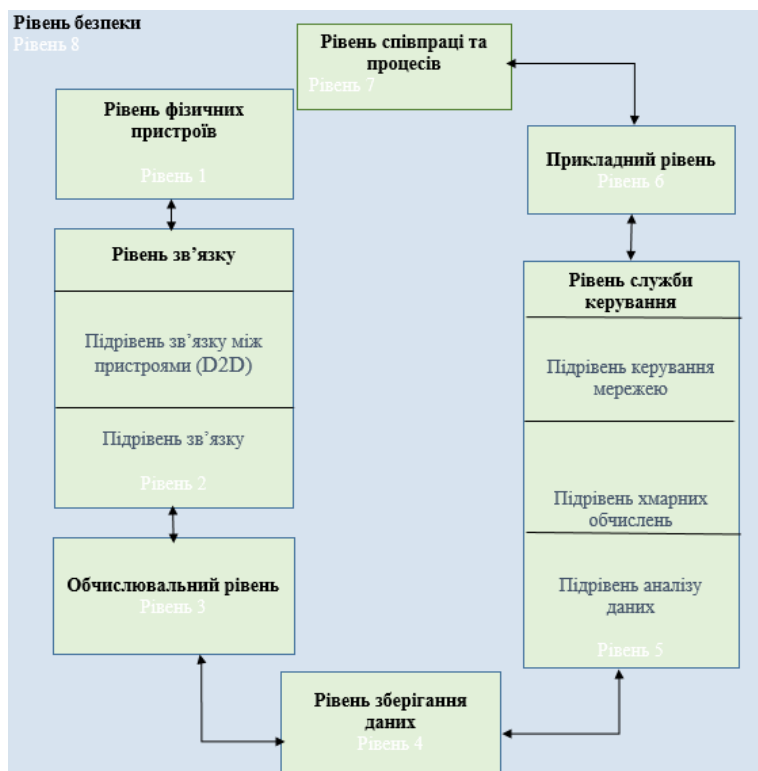 Рівень безпеки
Рівень 8
Рівень співпраці та
процесів
Рівень 7
Рівень фізичних
пристроїв
Рівень 1
Прикладний рівень
Рівень 6
Рівень зв’язку
Підрівень зв’язку між
пристроями (D2D)
Підрівень зв’язку
Рівень 2
Рівень служби
керування
Підрівень керування
мережею
Підрівень хмарних
обчислень
Підрівень аналізу
даних
Рівень 5
Обчислювальний рівень
Рівень 3
Рівень зберігання
даних
Рівень 4